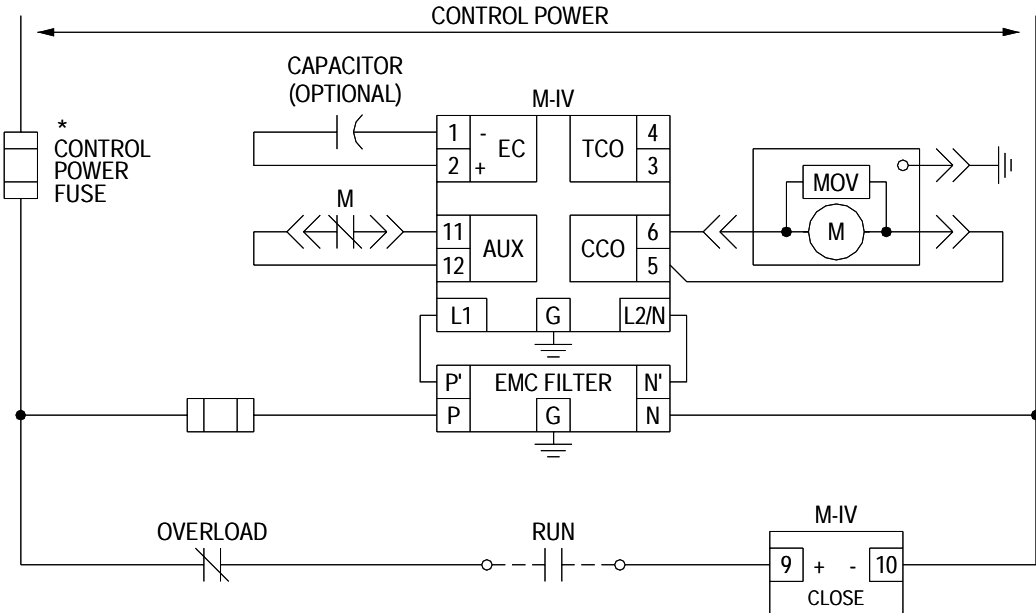 CONTROL POWER
CAPACITOR
(OPTIONAL)
M-IV
*
CONTROL
POWER
FUSE
1 - EC TCO 4
2 + 3
MOV
M
M
11 AUX CCO 6
12 5
L1 G L2/N
P' EMC FILTER N'
P G N
OVERLOAD
RUN
M-IV
9 + - 10
CLOSE